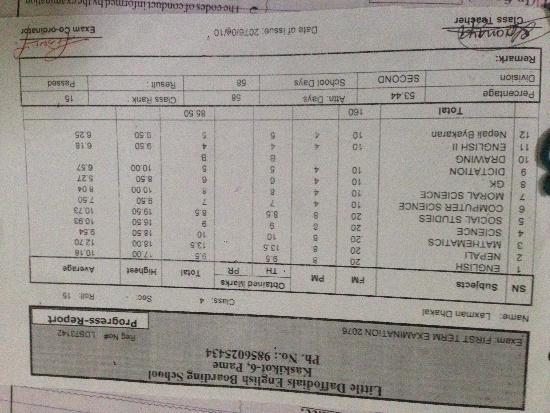 Little Daffodials English Boarding School
Kaskikot-6, Pame
Ph. No.: 9856025434
Exam: FIRST TERM EXAMINATION 2076
Reg No# LDS73142
Progress-Report
Name: Laxman Dhakal Class: 4 Sec: Roll: 15
SN Subjects FM PM Obtained Marks Total Highest Average
TH PR
1 ENGLISH 20 8 9.5 9.5 17.00 10.18
2 NEPALI 20 8 13.5 13.5 18.00 12.70
3 MATHEMATICS 20 8 10 10 18.50 9.54
4 SCIENCE 20 8 9 9 16.50 10.93
5 SOCIAL STUDIES 20 8 8.5 8.5 19.50 10.73
6 COMPUTER SCIENCE 10 4 7 7 9.50 7.50
7 MORAL SCIENCE 10 4 8 8 10.00 8.04
8 GK 10 4 6 6 8.50 5.27
9 DICTATION 10 4 5 5 10.00 6.57
10 DRAWING B B
11 ENGLISH II 10 4 4 4 9.50 6.18
12 Nepali Byakaran 10 4 5 5 9.50 6.25
Total 160 85.50
Percentage 53.44 Attn. Days 58 Class Rank 15
Division SECOND School Days 58 Result : Passed
Remark:
Class Teacher Date of Issue: 2076/06/10 Exam Co-ordinator
The codes of conduct informed by the examinee